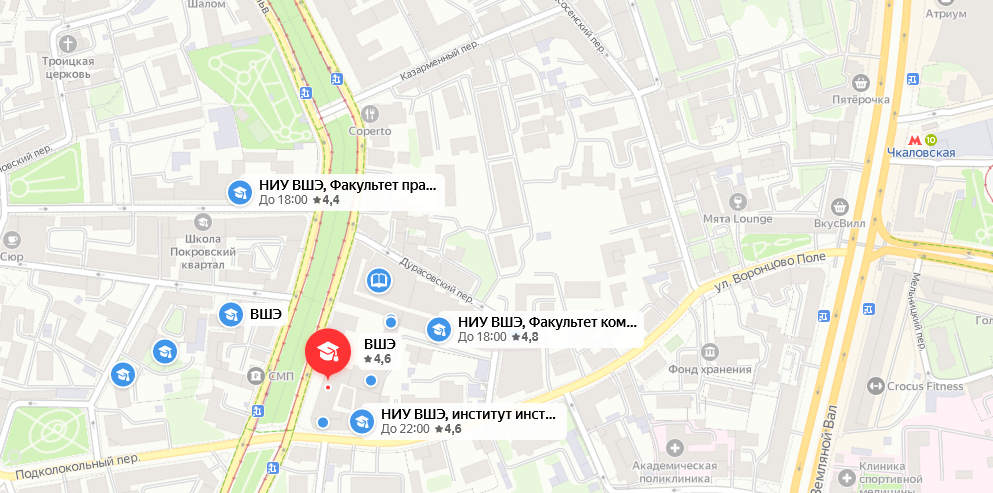 Шалом
Троицкая
церковь
Казарменный пер.
Атриум
Пятёрочка
Coperto
10
Чкаловская
НИУ ВШЭ, Факультет пра...
До 18:00 ★4,4
Мята Lounge
ВкусВилл
Школа
Покровский
квартал
Сюр
Дурасовский пер.
ул. Воронцово Поле
ВШЭ
НИУ ВШЭ, Факультет ком...
До 18:00 ★4,8
Мельницкий пер.
ВШЭ
★4,6
СМП
Фонд хранения
Crocus Fitness
НИУ ВШЭ, институт инст...
До 22:00 ★4,6
Подколокольный пер.
Академическая
поликлиника
Земляной Вал
Клиника
спортивной
медицины